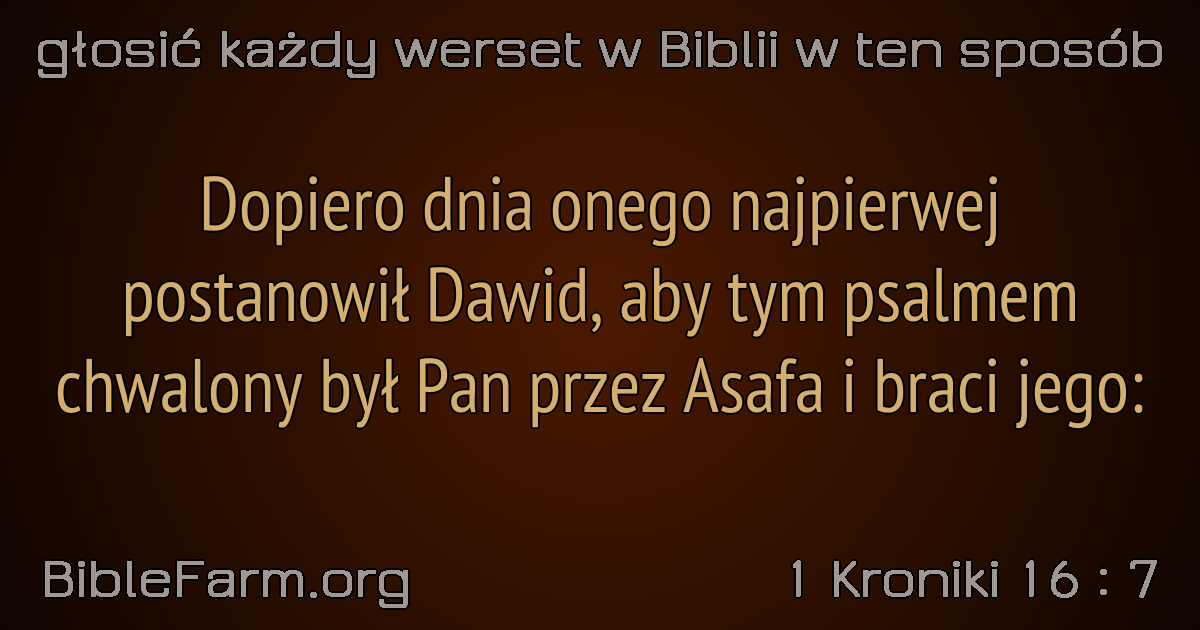 głosić każdy werset w Biblii w ten sposób
Dopiero dnia onego najpierwej
postanowił Dawid, aby tym psalmem
chwalony był Pan przez Asafa i braci jego:
BibleFarm.org
1 Kroniki 16 : 7